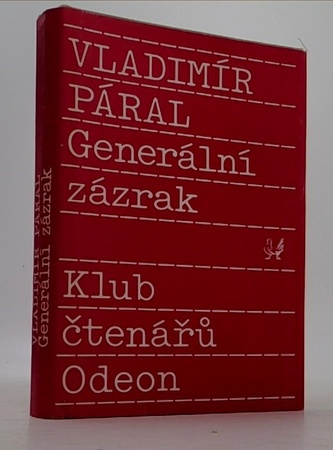 VLADIMÍR
PÁRAL
Generální
zázrak
Klub
čtenářů
Odeon
VLADIMÍR PÁRAL
Generální zázrak